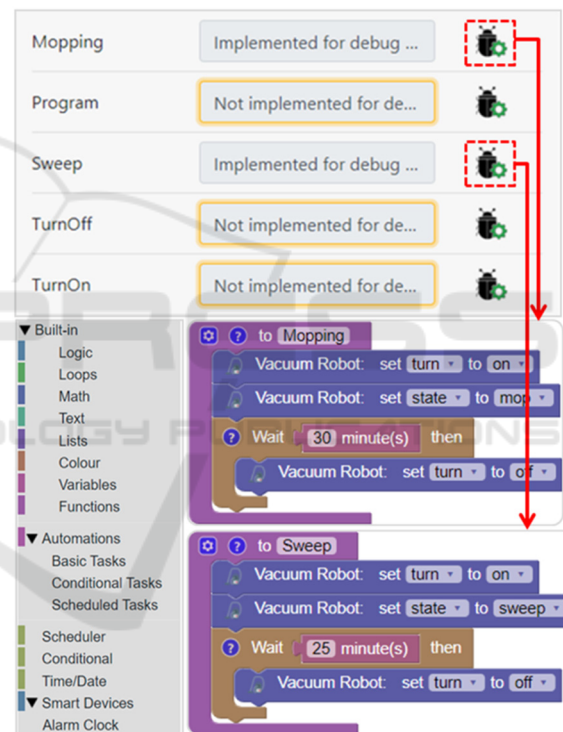 Mopping Implemented for debug ...
Program Not implemented for de...
Sweep Implemented for debug ...
TurnOff Not implemented for de...
TurnOn Not implemented for de...
▼ Built-in
Logic
Loops
Math
Text
Lists
Colour
Variables
Functions
▼ Automations
Basic Tasks
Conditional Tasks
Scheduled Tasks
Scheduler
Conditional
Time/Date
▼ Smart Devices
Alarm Clock
? to Mopping
Vacuum Robot: set turn to on
Vacuum Robot: set state to mop
? Wait 30 minute(s) then
Vacuum Robot: set turn to off
? to Sweep
Vacuum Robot: set turn to on
Vacuum Robot: set state to sweep
? Wait 25 minute(s) then
Vacuum Robot: set turn to off